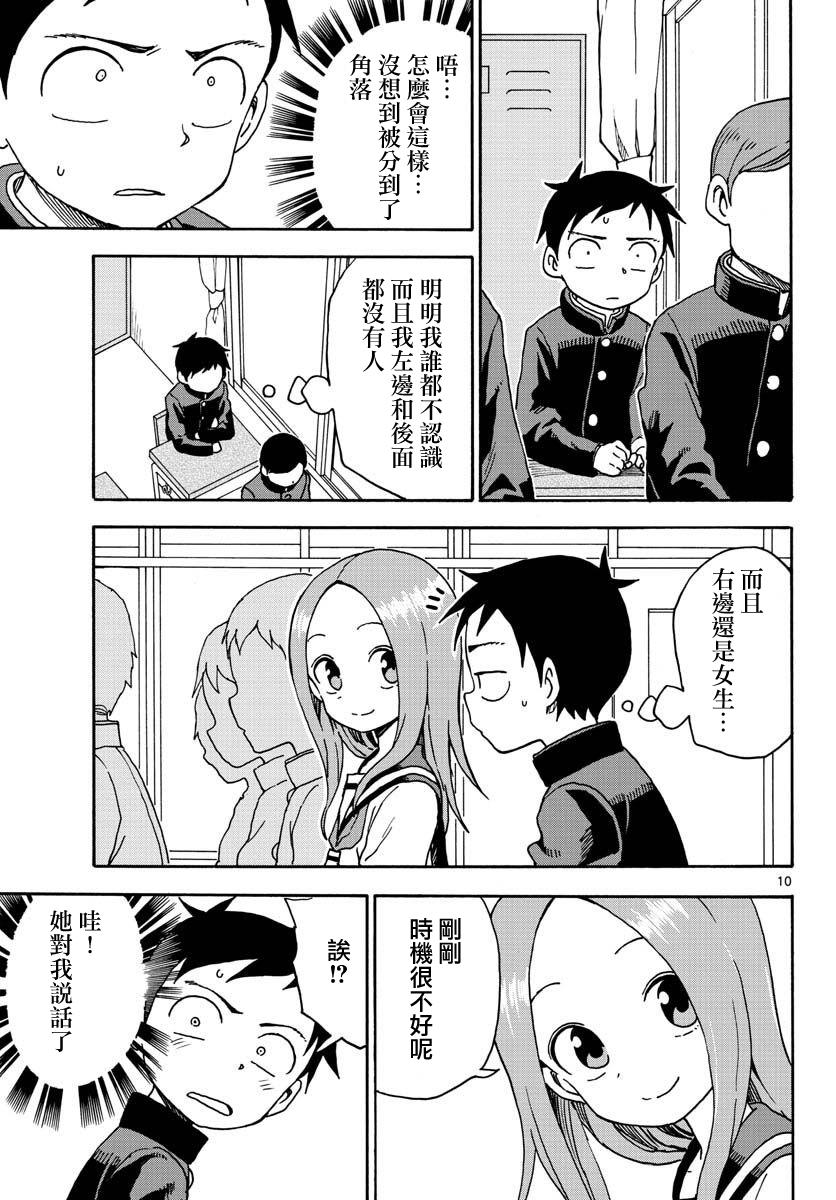 唔…
怎麼會這樣…
沒想到被分到了
角落
明明我誰都不認識
而且我左邊和後面
都沒有人
而且
右邊還是女生…
10
剛剛
時機很不好呢
誒!?
哇！
她對我說話了